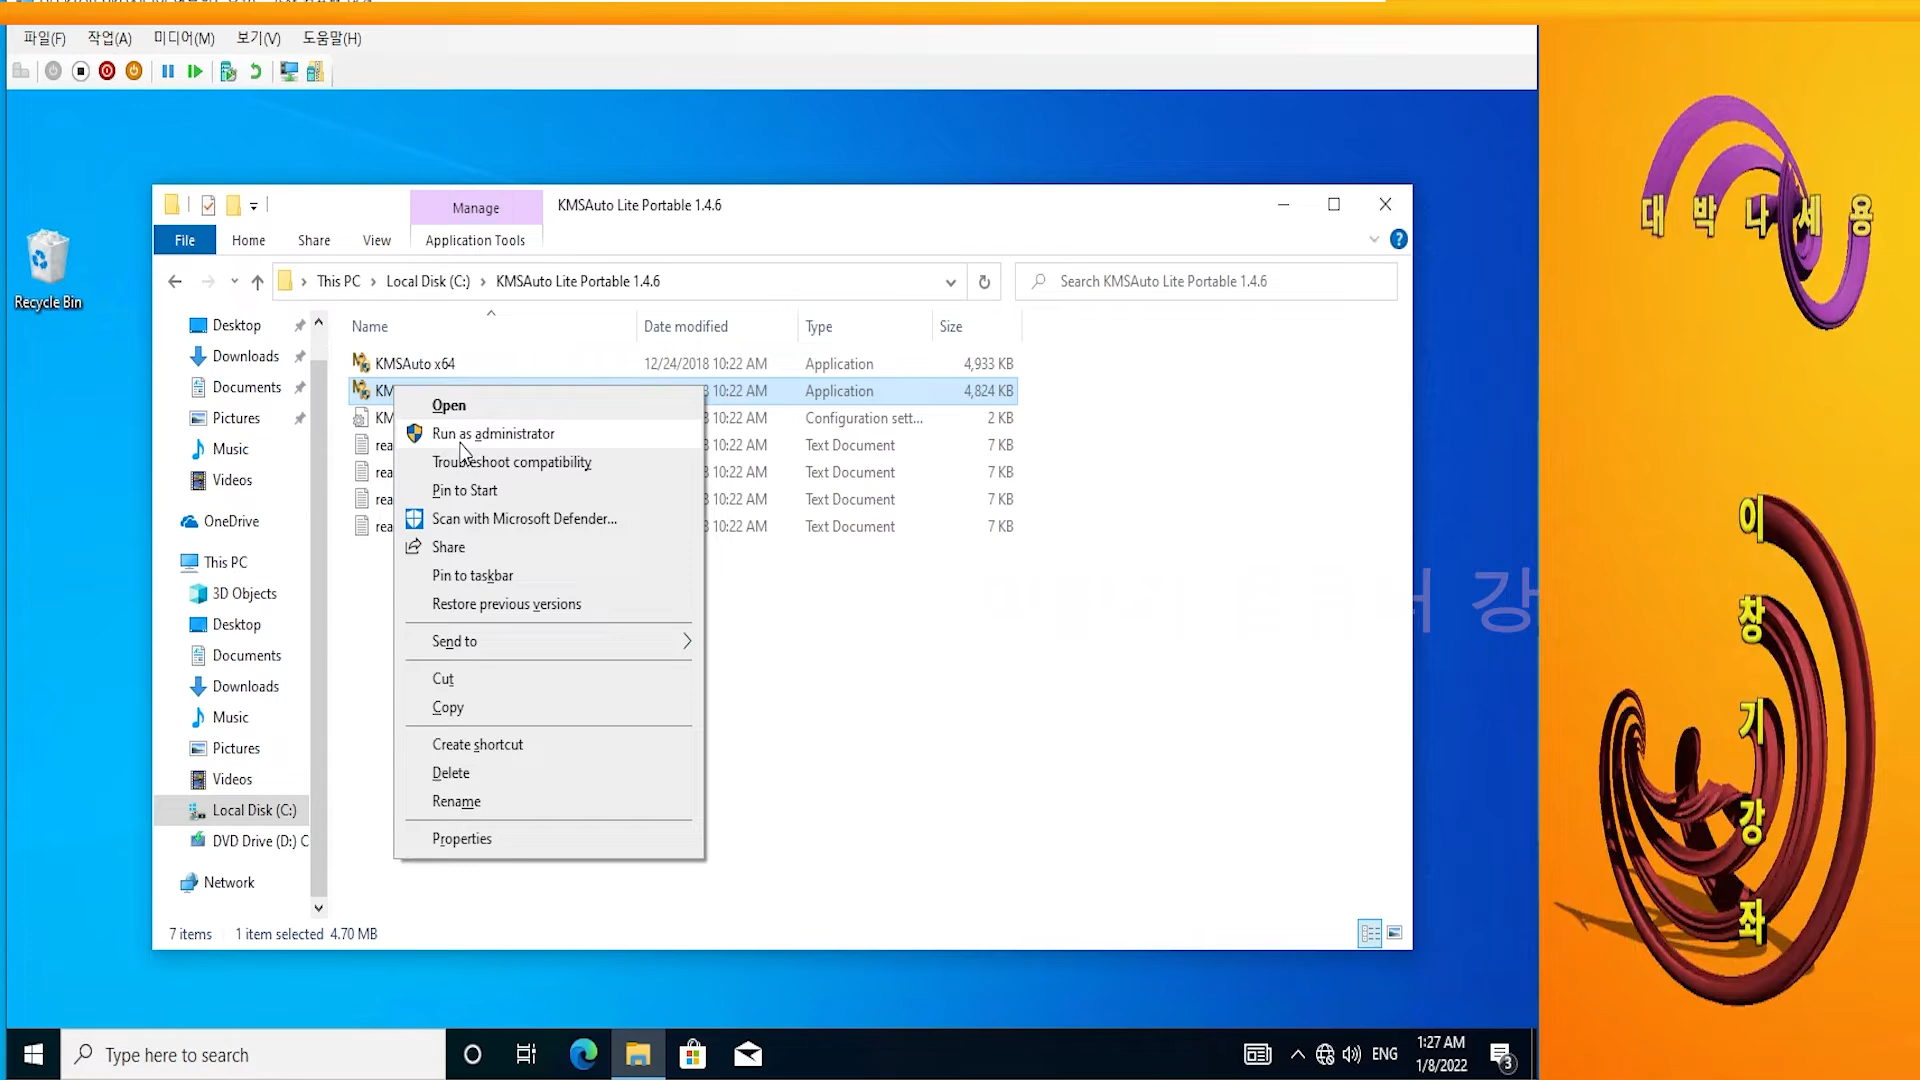 파일(F) 작업(A) 미디어(M) 보기(V) 도움말(H)
Manage
KMSAuto Lite Portable 1.4.6
File Home Share View Application Tools
This PC Local Disk (C:) KMSAuto Lite Portable 1.4.6
Search KMSAuto Lite Portable 1.4.6
Recycle Bin
Desktop
Downloads
Documents
Pictures
Music
Videos
OneDrive
This PC
3D Objects
Desktop
Documents
Downloads
Music
Pictures
Videos
Local Disk (C:)
DVD Drive (D:) C
Network
Name Date modified Type Size
KMSAuto x64 12/24/2018 10:22 AM Application 4,933 KB
KM 10:22 AM Application 4,824 KB
KM 10:22 AM Configuration sett... 2 KB
rea 10:22 AM Text Document 7 KB
rea 10:22 AM Text Document 7 KB
rea 10:22 AM Text Document 7 KB
rea 10:22 AM Text Document 7 KB
Open
Run as administrator
Troubleshoot compatibility
Pin to Start
Scan with Microsoft Defender...
Share
Pin to taskbar
Restore previous versions
Send to
Cut
Copy
Create shortcut
Delete
Rename
Properties
7 items 1 item selected 4.70 MB
Type here to search
ENG
1:27 AM
1/8/2022
3
대박나세용
이창기강좌
강